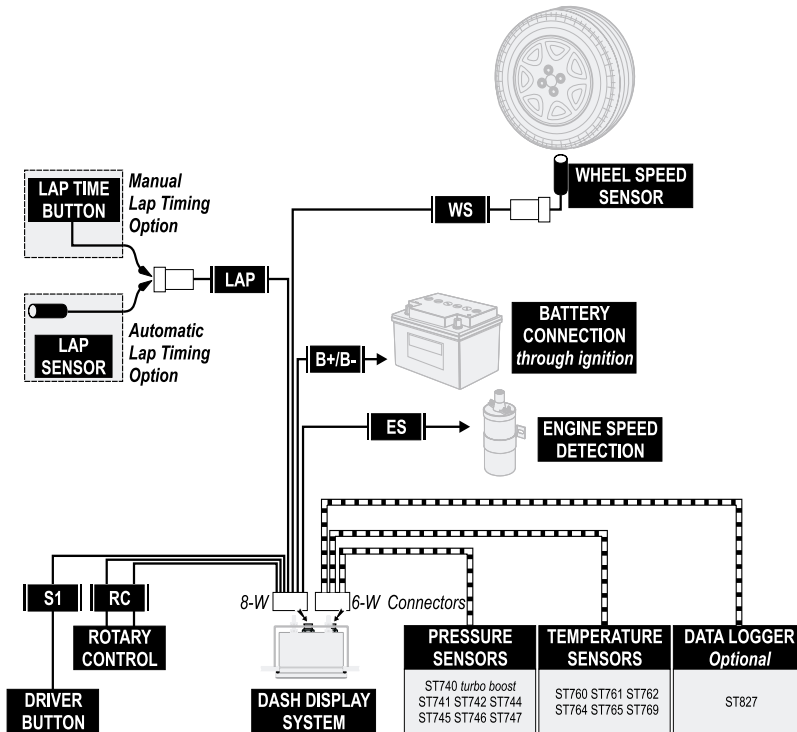 WHEEL SPEED
SENSOR
WS
LAP TIME
BUTTON
Manual
Lap Timing
Option
LAP
LAP
SENSOR
Automatic
Lap Timing
Option
B+/B-
BATTERY
CONNECTION
through ignition
ES
ENGINE SPEED
DETECTION
S1
RC
8-W
6-W Connectors
ROTARY
CONTROL
DRIVER
BUTTON
DASH DISPLAY
SYSTEM
PRESSURE
SENSORS
ST740 turbo boost
ST741 ST742 ST744
ST745 ST746 ST747
TEMPERATURE
SENSORS
ST760 ST761 ST762
ST764 ST765 ST769
DATA LOGGER
Optional
ST827